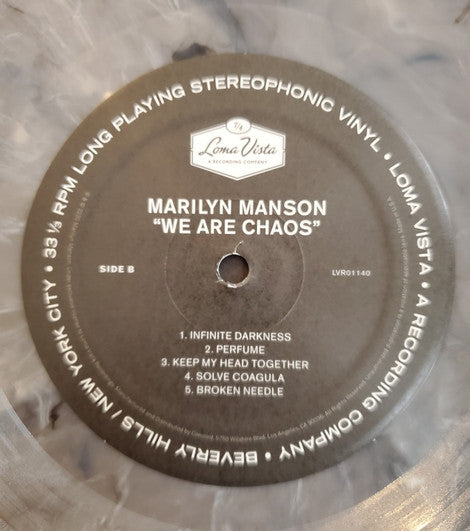 33 ⅓ RPM LONG PLAYING STEREOPHONIC VINYL • LOMA VISTA • A RECORDING COMPANY • BEVERLY HILLS / NEW YORK CITY •
Loma Vista
A RECORDING COMPANY
MARILYN MANSON
"WE ARE CHAOS"
SIDE B
LVR01140
1. INFINITE DARKNESS
2. PERFUME
3. KEEP MY HEAD TOGETHER
4. SOLVE COAGULA
5. BROKEN NEEDLE